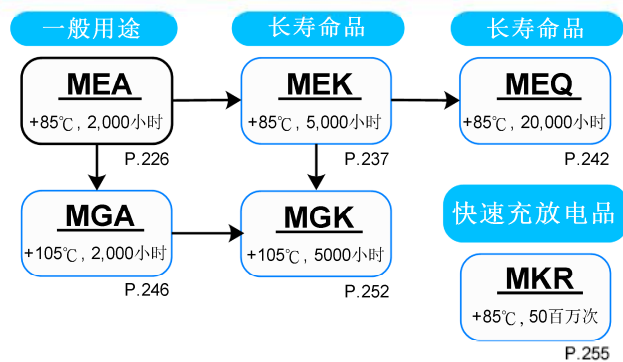 一般用途
长寿命品
长寿命品
MEA
+85℃, 2,000小时
P.226
MEK
+85℃, 5,000小时
P.237
MEQ
+85℃, 20,000小时
P.242
MGA
+105℃, 2,000小时
P.246
MGK
+105℃, 5000小时
P.252
快速充放电品
MKR
+85℃, 50百万次
P.255